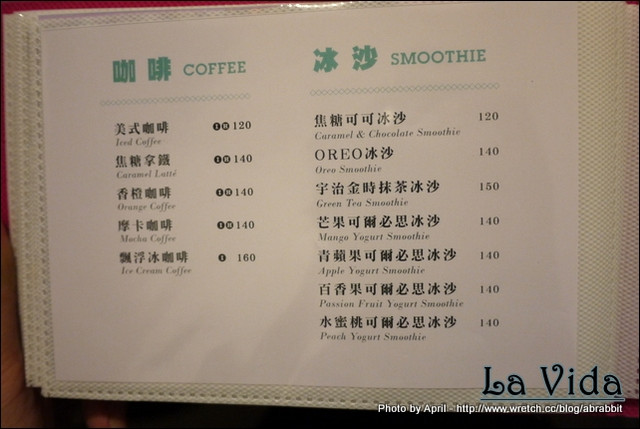 咖啡 COFFEE
美式咖啡 I H 120
Iced Coffee
焦糖拿鐵 I H 140
Caramel Latté
香橙咖啡 I H 140
Orange Coffee
摩卡咖啡 I H 140
Mocha Coffee
飄浮冰咖啡 I 160
Ice Cream Coffee
冰沙 SMOOTHIE
焦糖可可冰沙 120
Caramel & Chocolate Smoothie
OREO冰沙 140
Oreo Smoothie
宇治金時抹茶冰沙 150
Green Tea Smoothie
芒果可爾必思冰沙 140
Mango Yogurt Smoothie
青蘋果可爾必思冰沙 140
Apple Yogurt Smoothie
百香果可爾必思冰沙 140
Passion Fruit Yogurt Smoothie
水蜜桃可爾必思冰沙 140
Peach Yogurt Smoothie
La Vida
Photo by April - http://www.wretch.cc/blog/abrabbit